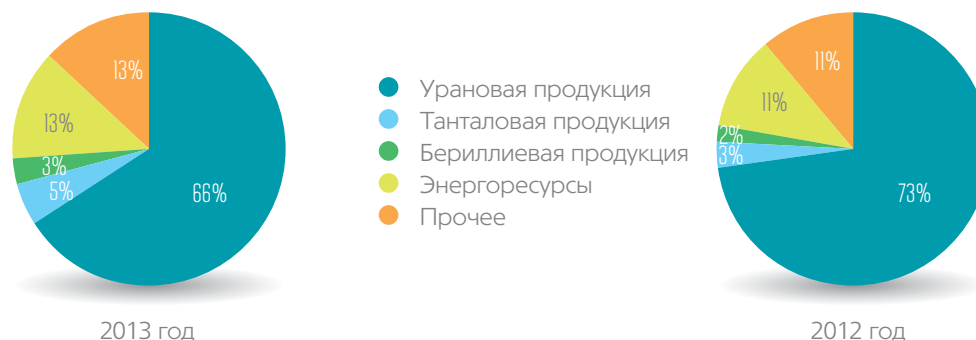 13%
13%
3%
5%
66%
2013 год
Урановая продукция
Танталовая продукция
Бериллиевая продукция
Энергоресурсы
Прочее
11%
11%
2%
3%
73%
2012 год